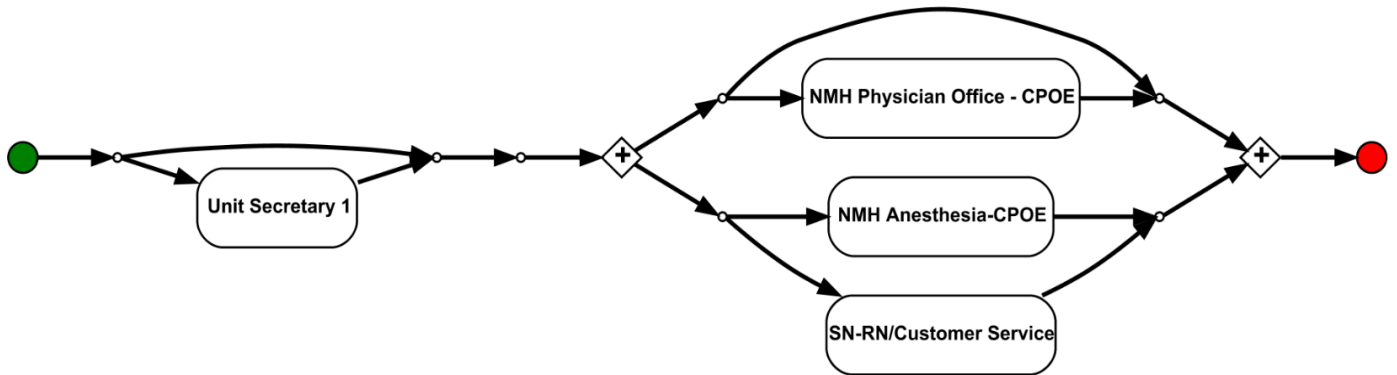 NMH Physician Office - CPOE
+
+
Unit Secretary 1
NMH Anesthesia-CPOE
SN-RN/Customer Service